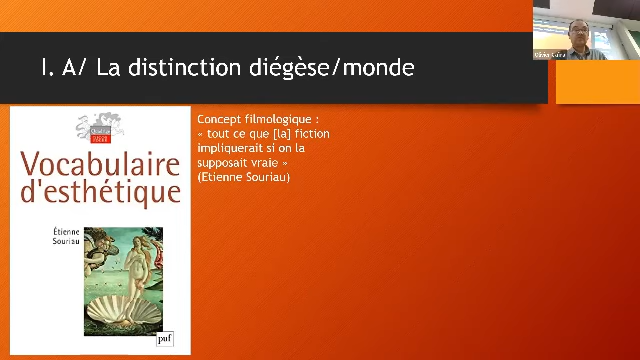 I. A/ La distinction diégèse/monde
Concept filmologique :
« tout ce que [la] fiction
impliquerait si on la
supposait vraie »
(Etienne Souriau)
Vocabulaire
d'esthétique
Étienne
Souriau
puf